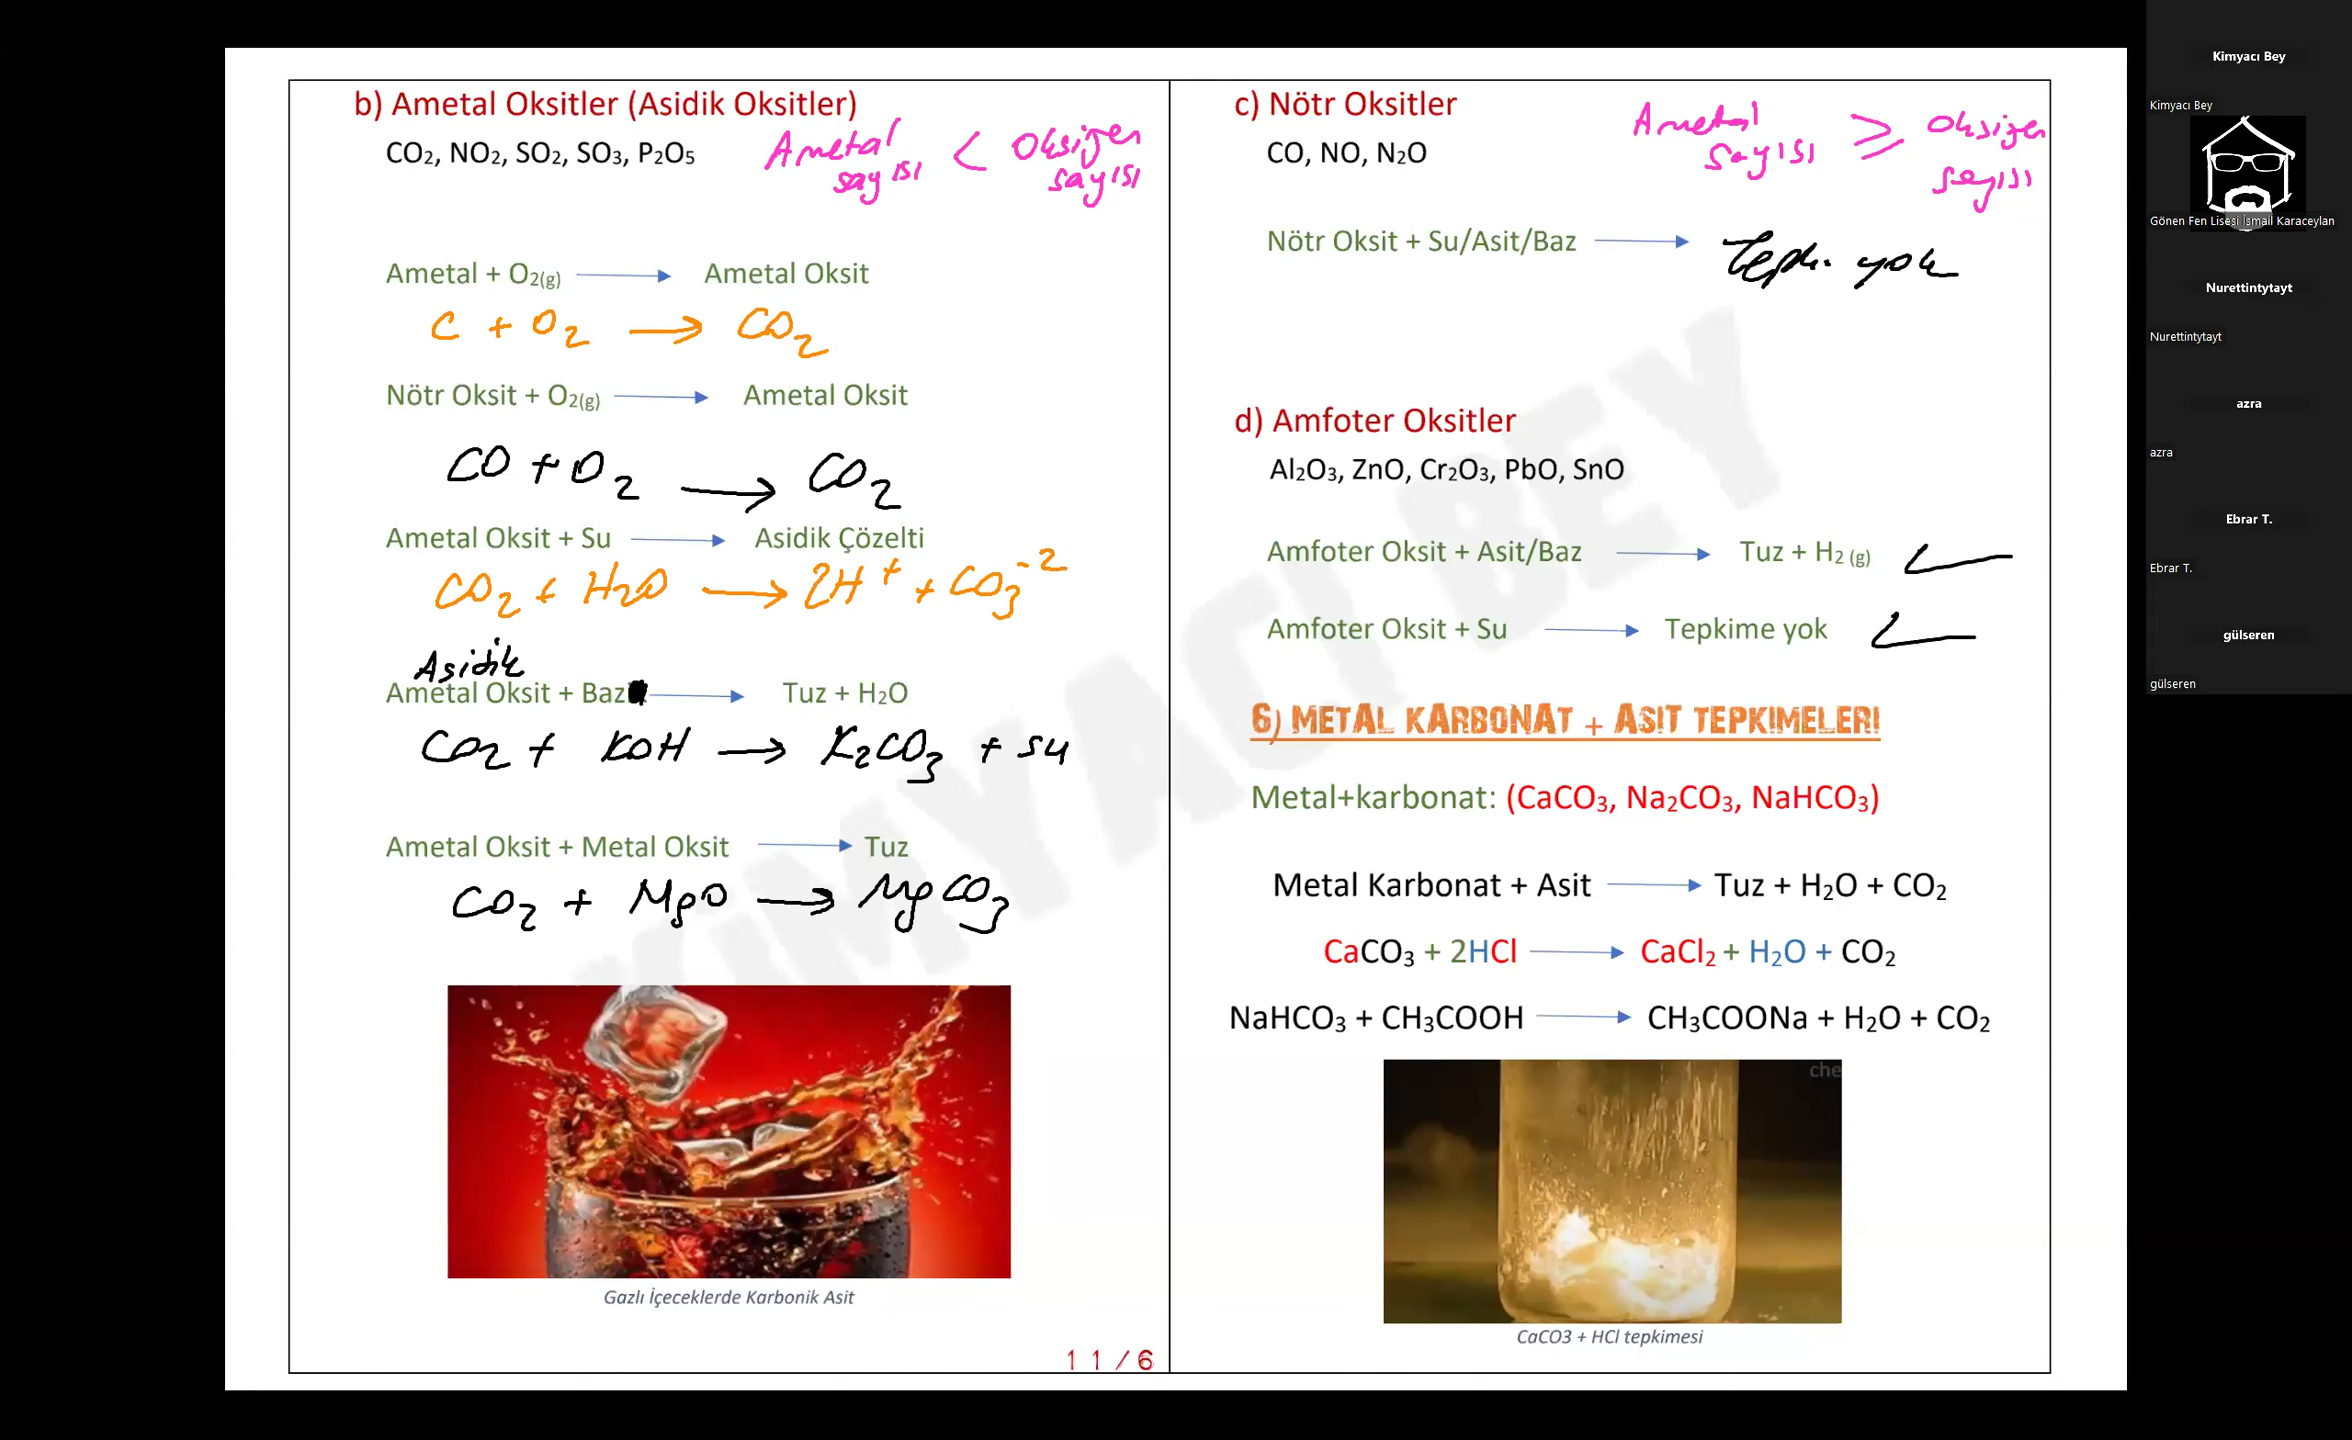 b) Ametal Oksitler (Asidik Oksitler)
CO₂, NO₂, SO₂, SO₃, P₂O₅
Ametal sayısı < Oksijen sayısı
Ametal + O₂(g) → Ametal Oksit
C + O₂ → CO₂
Nötr Oksit + O₂(g) → Ametal Oksit
CO + O₂ → CO₂
Ametal Oksit + Su → Asidik Çözelti
CO₂ + H₂O → 2H⁺ + CO₃⁻²
Asidik
Ametal Oksit + Baz → Tuz + H₂O
CO₂ + KOH → K₂CO₃ + su
Ametal Oksit + Metal Oksit → Tuz
CO₂ + MgO → MgCO₃
Gazlı İçeceklerde Karbonik Asit
11/6
c) Nötr Oksitler
CO, NO, N₂O
Ametal sayısı ≥ Oksijen sayısı
Nötr Oksit + Su/Asit/Baz → Tepk. yok
d) Amfoter Oksitler
Al₂O₃, ZnO, Cr₂O₃, PbO, SnO
Amfoter Oksit + Asit/Baz → Tuz + H₂ (g)
Amfoter Oksit + Su → Tepkime yok
6) METAL KARBONAT + ASIT TEPKIMELERI
Metal+karbonat: (CaCO₃, Na₂CO₃, NaHCO₃)
Metal Karbonat + Asit → Tuz + H₂O + CO₂
CaCO₃ + 2HCl → CaCl₂ + H₂O + CO₂
NaHCO₃ + CH₃COOH → CH₃COONa + H₂O + CO₂
che
CaCO3 + HCl tepkimesi
KIMYACI BEY
Kimyacı Bey
Kimyacı Bey
Gönen Fen Lisesi İsmail Karaceylan
Nurettintytayt
Nurettintytayt
azra
azra
Ebrar T.
Ebrar T.
gülseren
gülseren